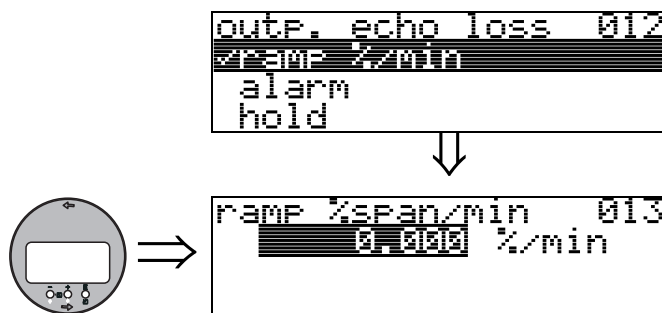 outp. echo loss 012
✓ramp %/min
alarm
hold
ramp %span/min 013
0.000 %/min
- + E